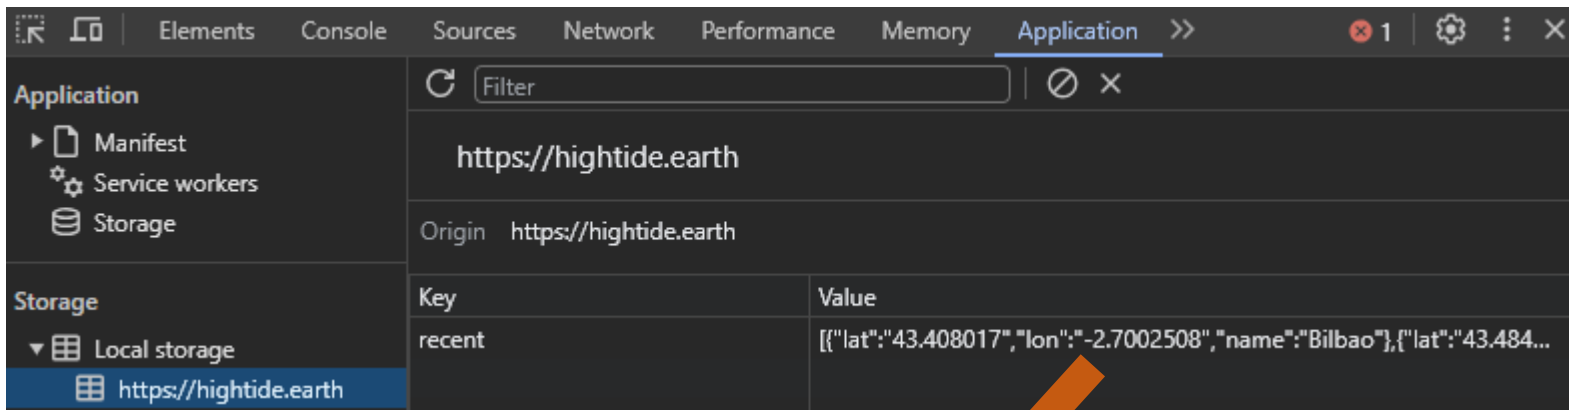 Elements Console Sources Network Performance Memory Application 1
Application
Manifest
Service workers
Storage
Storage
Local storage
https://hightide.earth
Filter
https://hightide.earth
Origin https://hightide.earth
Key Value
recent [{"lat":"43.408017","lon":"-2.7002508","name":"Bilbao"},{"lat":"43.484...